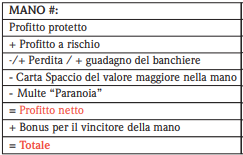 MANO #:
Profitto protetto
+ Profitto a rischio
-/+ Perdita / + guadagno del banchiere
- Carta Spaccio del valore maggiore nella mano
- Multe “Paranoia”
= Profitto netto
+ Bonus per il vincitore della mano
= Totale